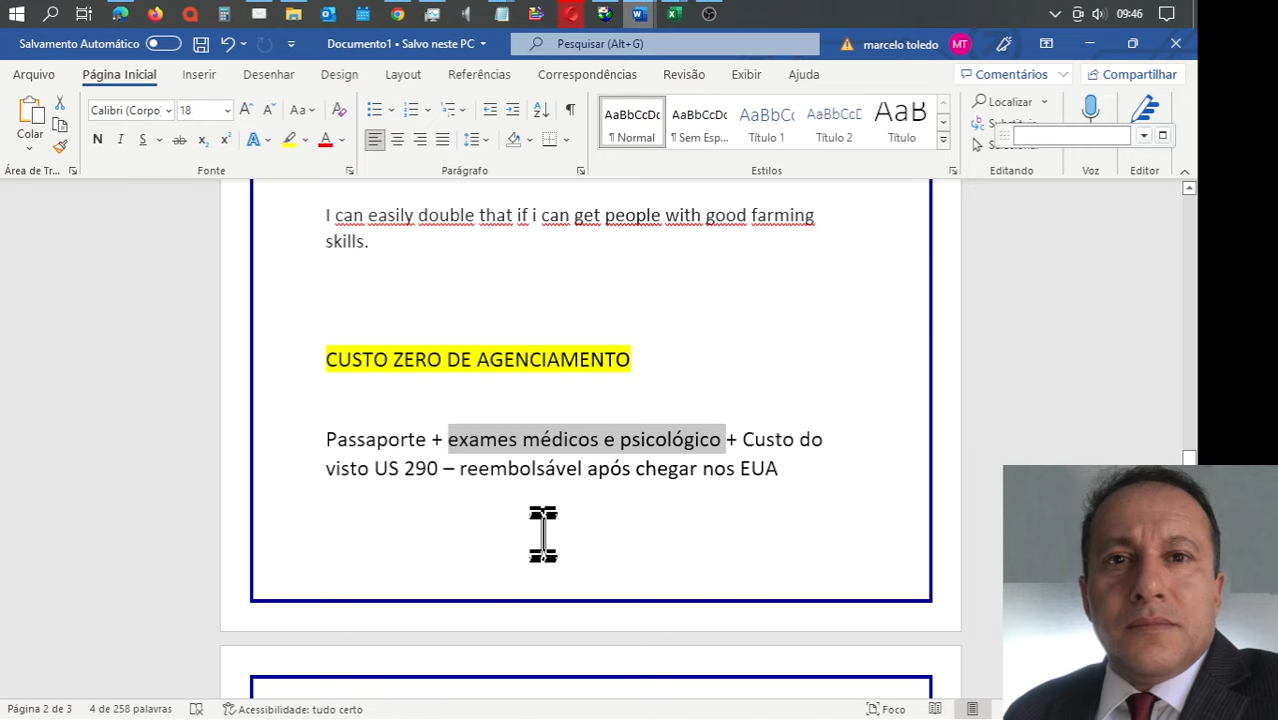 09:46
Salvamento Automático
Documento1 • Salvo neste PC
Pesquisar (Alt+G)
marcelo toledo
MT
Arquivo
Página Inicial
Inserir
Desenhar
Design
Layout
Referências
Correspondências
Revisão
Exibir
Ajuda
Comentários
Compartilhar
Colar
Calibri (Corpo)
18
AaBbCcDc
AaBbCcDc
AaBbCc
AaBbCcD
AaB
Normal
Sem Esp...
Título 1
Título 2
Título
Localizar
Área de Tr...
Fonte
Parágrafo
Estilos
Editando
Voz
Editor
I can easily double that if i can get people with good farming
skills.
CUSTO ZERO DE AGENCIAMENTO
Passaporte + exames médicos e psicológico + Custo do
visto US 290 – reembolsável após chegar nos EUA
Página 2 de 3
4 de 258 palavras
Acessibilidade: tudo certo
Foco